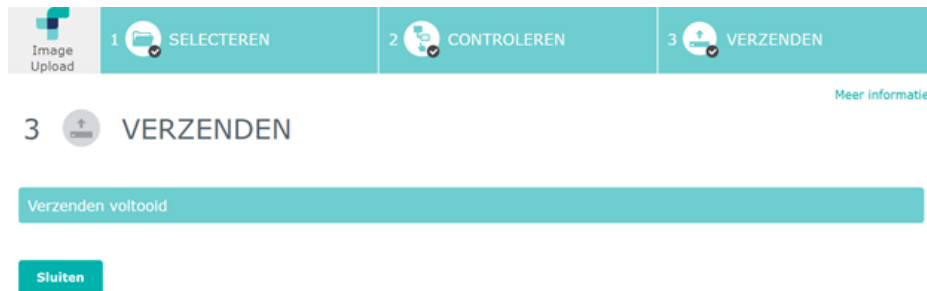 Image
Upload
1 SELECTEREN
2 CONTROLEREN
3 VERZENDEN
Meer informatie
3 VERZENDEN
Verzenden voltooid
Sluiten